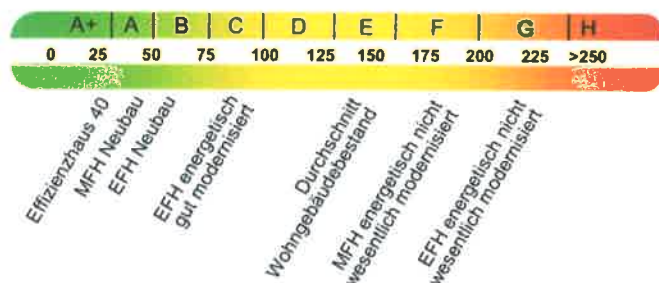 A+ A B C D E F G H
0 25 50 75 100 125 150 175 200 225 >250
Effizienzhaus 40
MFH Neubau
EFH Neubau
EFH energetisch
gut modernisiert
Durchschnitt
Wohngebäudebestand
MFH energetisch nicht
wesentlich modernisiert
EFH energetisch nicht
wesentlich modernisiert